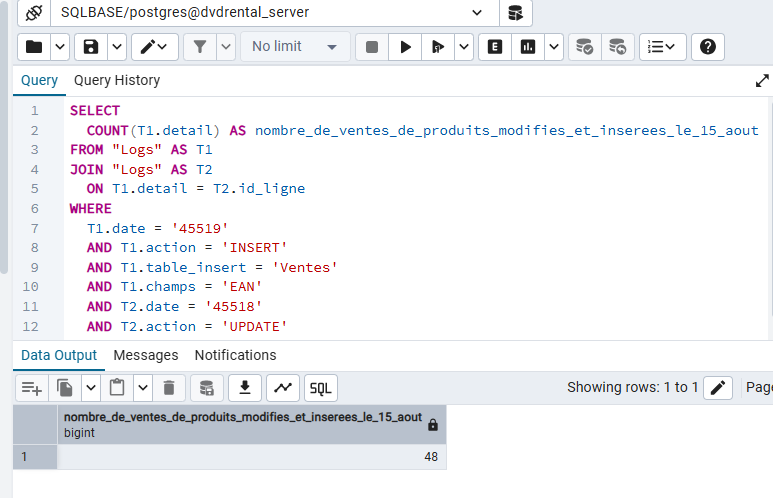 SQLBASE/postgres@dvdrental_server
No limit
Query Query History
1 SELECT
2 COUNT(T1.detail) AS nombre_de_ventes_de_produits_modifies_et_inserees_le_15_aout
3 FROM "Logs" AS T1
4 JOIN "Logs" AS T2
5 ON T1.detail = T2.id_ligne
6 WHERE
7 T1.date = '45519'
8 AND T1.action = 'INSERT'
9 AND T1.table_insert = 'Ventes'
10 AND T1.champs = 'EAN'
11 AND T2.date = '45518'
12 AND T2.action = 'UPDATE'
Data Output Messages Notifications
SQL Showing rows: 1 to 1 Page
nombre_de_ventes_de_produits_modifies_et_inserees_le_15_aout
bigint
1 48